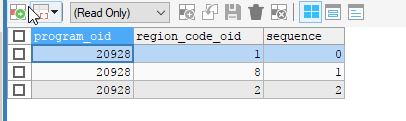 (Read Only)
program_oid region_code_oid sequence
20928 1 0
20928 8 1
20928 2 2